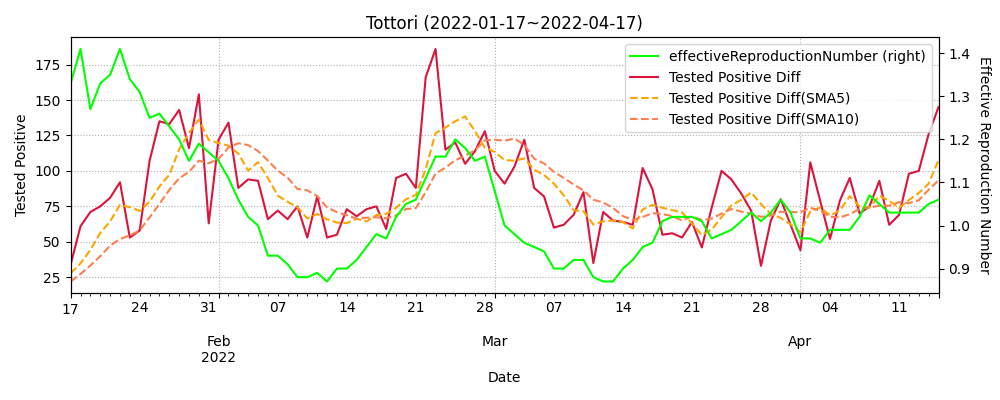 Tottori (2022-01-17~2022-04-17)
effectiveReproductionNumber (right)
Tested Positive Diff
Tested Positive Diff(SMA5)
Tested Positive Diff(SMA10)
Tested Positive
175
150
125
100
75
50
25
1.4
1.3
1.2
1.1
1.0
0.9
Effective Reproduction Number
17 24 31 07 14 21 28 07 14 21 28 04 11
Feb Mar Apr
2022
Date